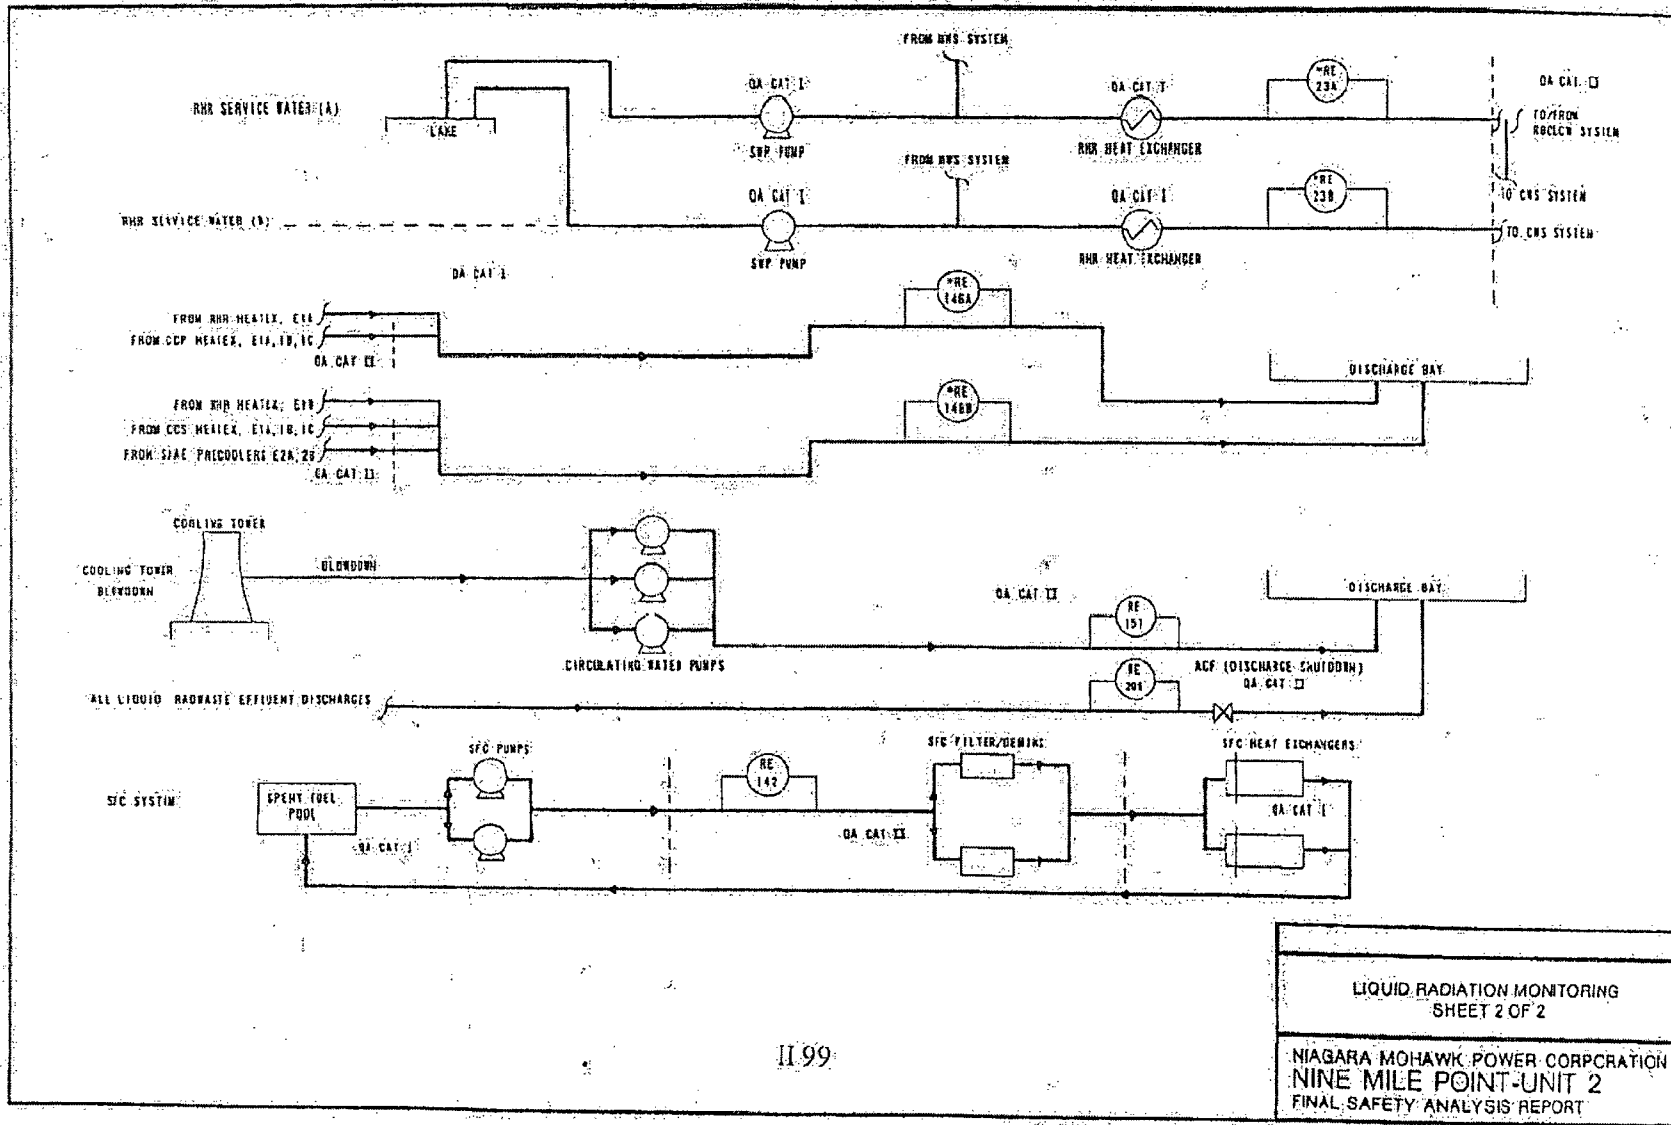 FROM WWS SYSTEM
RHR SERVICE WATER (A)
LAKE
QA CAT I
SWP PUMP
QA CAT I
RHR HEAT EXCHANGER
*RE
23A
QA CAT II
TO/FROM
RBCLCW SYSTEM
TO CWS SYSTEM
RHR SERVICE WATER (B)
QA CAT I
SWP PUMP
FROM WWS SYSTEM
QA CAT I
RHR HEAT EXCHANGER
*RE
23B
TO CWS SYSTEM
QA CAT I
FROM RHR HEATEX, E1A
FROM CCP HEATEX, E1A, 1B, 1C
QA CAT II
*RE
146A
DISCHARGE BAY
FROM RHR HEATEX, E1B
FROM CCS HEATEX, E1A, 1B, 1C
FROM SJAE PRECOOLERS E2A, 2B
QA CAT II
*RE
146B
COOLING TOWER
COOLING TOWER
BLOWDOWN
BLOWDOWN
CIRCULATING WATER PUMPS
QA CAT II
RE
151
DISCHARGE BAY
ALL LIQUID RADWASTE EFFLUENT DISCHARGES
RE
206
(DISCHARGE SHUTDOWN)
QA CAT II
SFC SYSTEM
SPENT FUEL
POOL
QA CAT I
SFC PUMPS
RE
142
QA CAT II
SFC FILTER/DEMINS
SFC HEAT EXCHANGERS
QA CAT I
LIQUID RADIATION MONITORING
SHEET 2 OF 2
NIAGARA MOHAWK POWER CORPORATION
NINE MILE POINT-UNIT 2
FINAL SAFETY ANALYSIS REPORT
II 99